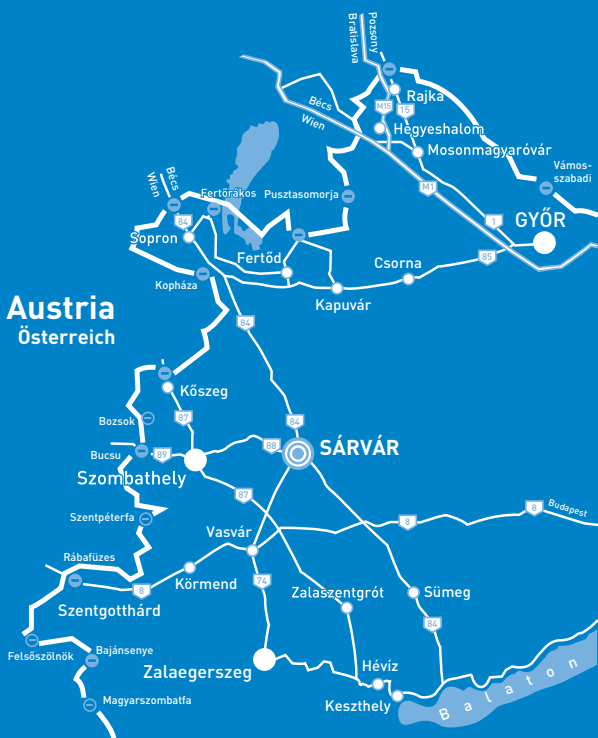 Pozsony
Bratislava
Rajka
Bécs
Wien
M15
15
Hegyeshalom
Mosonmagyaróvár
Vámos-
szabadi
Bécs
Wien
Fertőrákos
Pusztasomorja
M1
1
GYŐR
84
Sopron
Fertőd
Csorna
85
Kopháza
Kapuvár
Austria
Österreich
84
Kőszeg
Bozsok
87
84
Bucsu
89
88
SÁRVÁR
Szombathely
87
8
Budapest
8
Szentpéterfa
Vasvár
Rábafüzes
Körmend
8
74
Zalaszentgrót
Sümeg
Szentgotthárd
84
Felsőszölnök
Bajánsenye
Zalaegerszeg
Hévíz
Keszthely
Balaton
Magyarszombatfa